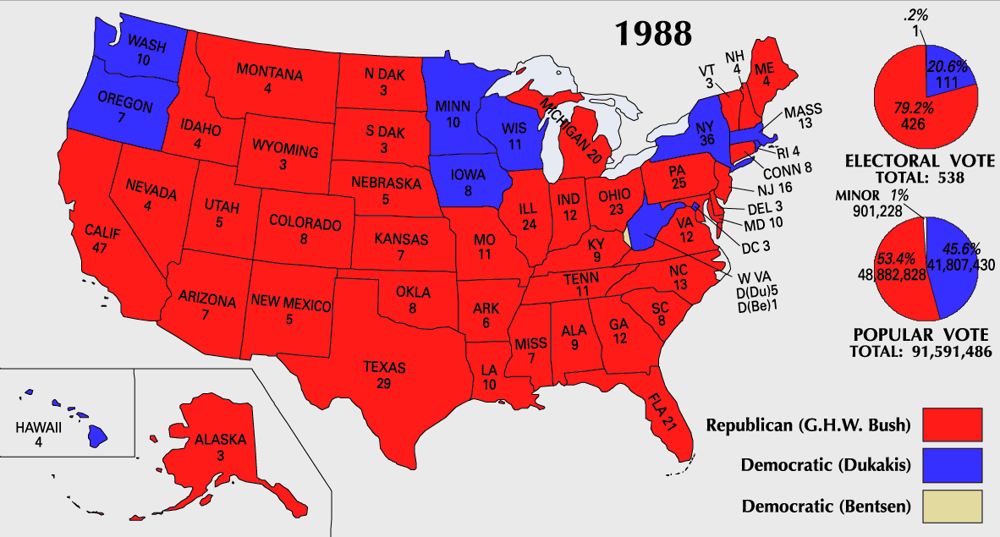 1988
WASH
10
OREGON
7
CALIF
47
NEVADA
4
IDAHO
4
MONTANA
4
WYOMING
3
UTAH
5
COLORADO
8
ARIZONA
7
NEW MEXICO
5
N DAK
3
S DAK
3
NEBRASKA
5
KANSAS
7
OKLA
8
TEXAS
29
MINN
10
IOWA
8
MO
11
ARK
6
LA
10
WIS
11
ILL
24
MICHIGAN 20
IND
12
OHIO
23
KY
9
TENN
11
MISS
7
ALA
9
GA
12
FLA 21
SC
8
NC
13
VA
12
W VA
D(Du)5
D(Be)1
PA
25
NY
36
VT
3
NH
4
ME
4
MASS
13
RI 4
CONN 8
NJ 16
DEL 3
MD 10
DC 3
HAWAII
4
ALASKA
3
.2%
1
20.6%
111
79.2%
426
ELECTORAL VOTE
TOTAL: 538
MINOR 1%
901,228
53.4%
48,882,828
45.6%
41,807,430
POPULAR VOTE
TOTAL: 91,591,486
Republican (G.H.W. Bush)
Democratic (Dukakis)
Democratic (Bentsen)